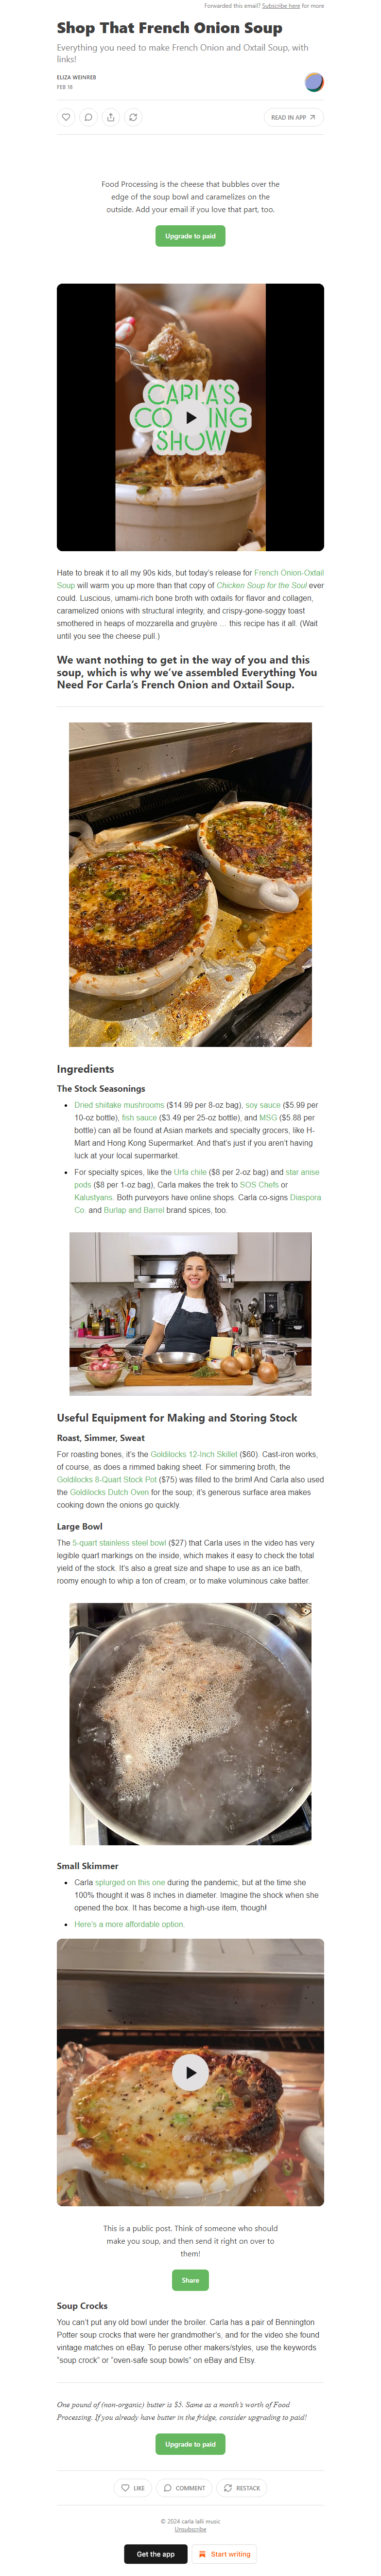 Forwarded this email? Subscribe here for more
Shop That French Onion Soup
Everything you need to make French Onion and Oxtail Soup, with
links!
ELIZA WEINREB
FEB 18
READ IN APP
Food Processing is the cheese that bubbles over the
edge of the soup bowl and caramelizes on the
outside. Add your email if you love that part, too.
Upgrade to paid
CARLA'S
COOKING
SHOW
Hate to break it to all my 90s kids, but today's release for French Onion-Oxtail
Soup will warm you up more than that copy of Chicken Soup for the Soul ever
could. Luscious, umami-rich bone broth with oxtails for flavor and collagen,
caramelized onions with structural integrity, and crispy-gone-soggy toast
smothered in heaps of mozzarella and gruyère … this recipe has it all. (Wait
until you see the cheese pull.)
We want nothing to get in the way of you and this
soup, which is why we've assembled Everything You
Need For Carla's French Onion and Oxtail Soup.
Ingredients
The Stock Seasonings
• Dried shiitake mushrooms ($14.99 per 8-oz bag), soy sauce ($5.99 per
10-oz bottle), fish sauce ($3.49 per 25-oz bottle), and MSG ($5.88 per
bottle) can all be found at Asian markets and specialty grocers, like H-
Mart and Hong Kong Supermarket. And that's just if you aren't having
luck at your local supermarket.
• For specialty spices, like the Urfa chile ($8 per 2-oz bag) and star anise
pods ($8 per 1-oz bag), Carla makes the trek to SOS Chefs or
Kalustyans. Both purveyors have online shops. Carla co-signs Diaspora
Co. and Burlap and Barrel brand spices, too.
Useful Equipment for Making and Storing Stock
Roast, Simmer, Sweat
For roasting bones, it's the Goldilocks 12-Inch Skillet ($60). Cast-iron works,
of course, as does a rimmed baking sheet. For simmering broth, the
Goldilocks 8-Quart Stock Pot ($75) was filled to the brim! And Carla also used
the Goldilocks Dutch Oven for the soup; it's generous surface area makes
cooking down the onions go quickly.
Large Bowl
The 5-quart stainless steel bowl ($27) that Carla uses in the video has very
legible quart markings on the inside, which makes it easy to check the total
yield of the stock. It's also a great size and shape to use as an ice bath,
roomy enough to whip a ton of cream, or to make voluminous cake batter.
Small Skimmer
• Carla splurged on this one during the pandemic, but at the time she
100% thought it was 8 inches in diameter. Imagine the shock when she
opened the box. It has become a high-use item, though!
• Here's a more affordable option.
This is a public post. Think of someone who should
make you soup, and then send it right on over to
them!
Share
Soup Crocks
You can't put any old bowl under the broiler. Carla has a pair of Bennington
Potter soup crocks that were her grandmother's, and for the video she found
vintage matches on eBay. To peruse other makers/styles, use the keywords
"soup crock" or "oven-safe soup bowls" on eBay and Etsy.
One pound of (non-organic) butter is $5. Same as a month's worth of Food
Processing. If you already have butter in the fridge, consider upgrading to paid!
Upgrade to paid
LIKE
COMMENT
RESTACK
© 2024 carla lalli music
Unsubscribe
Get the app
Start writing